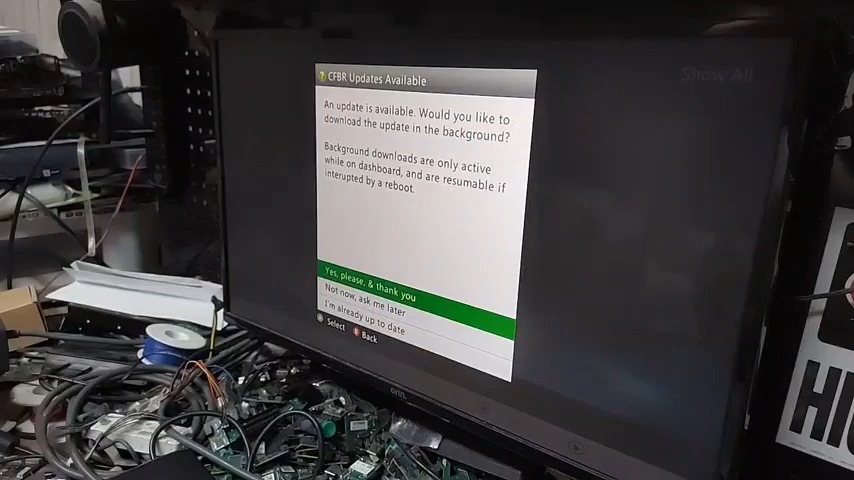 Show All
CFBR Updates Available
An update is available. Would you like to
download the update in the background?
Background downloads are only active
while on dashboard, and are resumable if
interupted by a reboot.
Yes, please, & thank you
Not now, ask me later
I'm already up to date
Select Back
onn.
HI